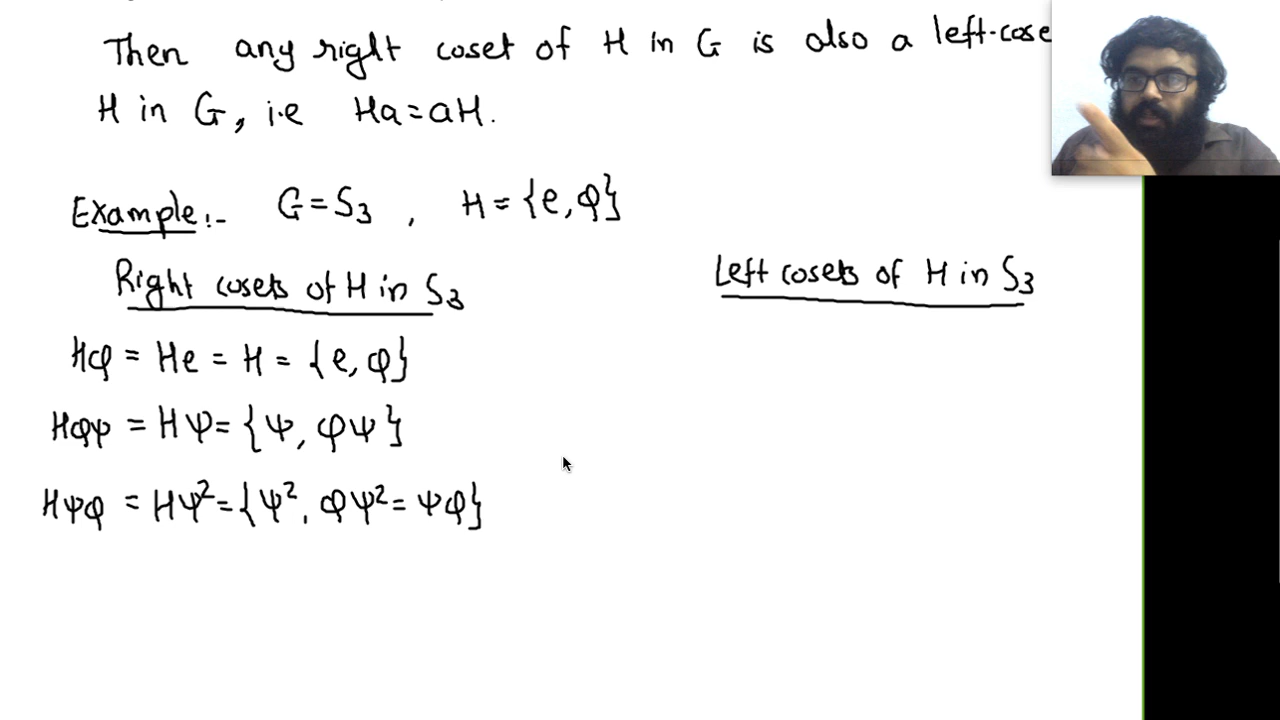 Then any right coset of H in G is also a left-cose
H in G, i.e Ha=aH.
Example:- G=S₃ , H={e,φ}
Right cosets of H in S₃
Left cosets of H in S₃
Hφ = He = H = {e,φ}
Hφψ = Hψ= {ψ, φψ}
Hψφ = Hψ²={ψ², φψ²= ψφ}